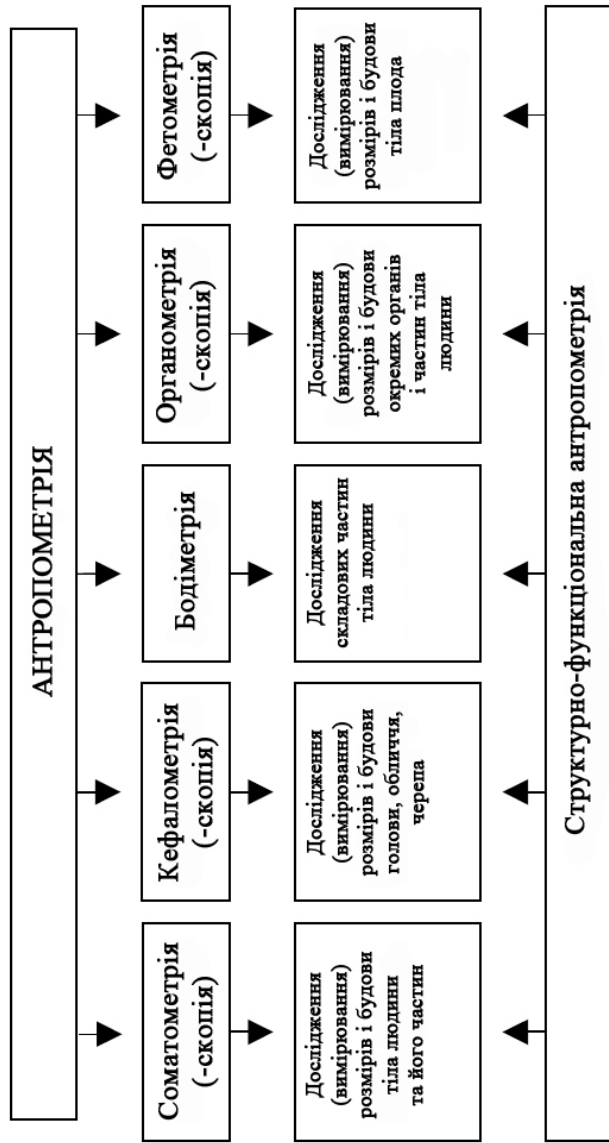 АНТРОПОМЕТРІЯ
Соматометрія
(-скопія)
Кефалометрія
(-скопія)
Бодіметрія
Органометрія
(-скопія)
Фетометрія
(-скопія)
Дослідження
(вимірювання)
розмірів і будови
тіла людини
та його частин
Дослідження
(вимірювання)
розмірів і будови
голови, обличчя,
черепа
Дослідження
складових частин
тіла людини
Дослідження
(вимірювання)
розмірів і будови
окремих органів
і частин тіла
людини
Дослідження
(вимірювання)
розмірів і будови
тіла плода
Структурно-функціональна антропометрія